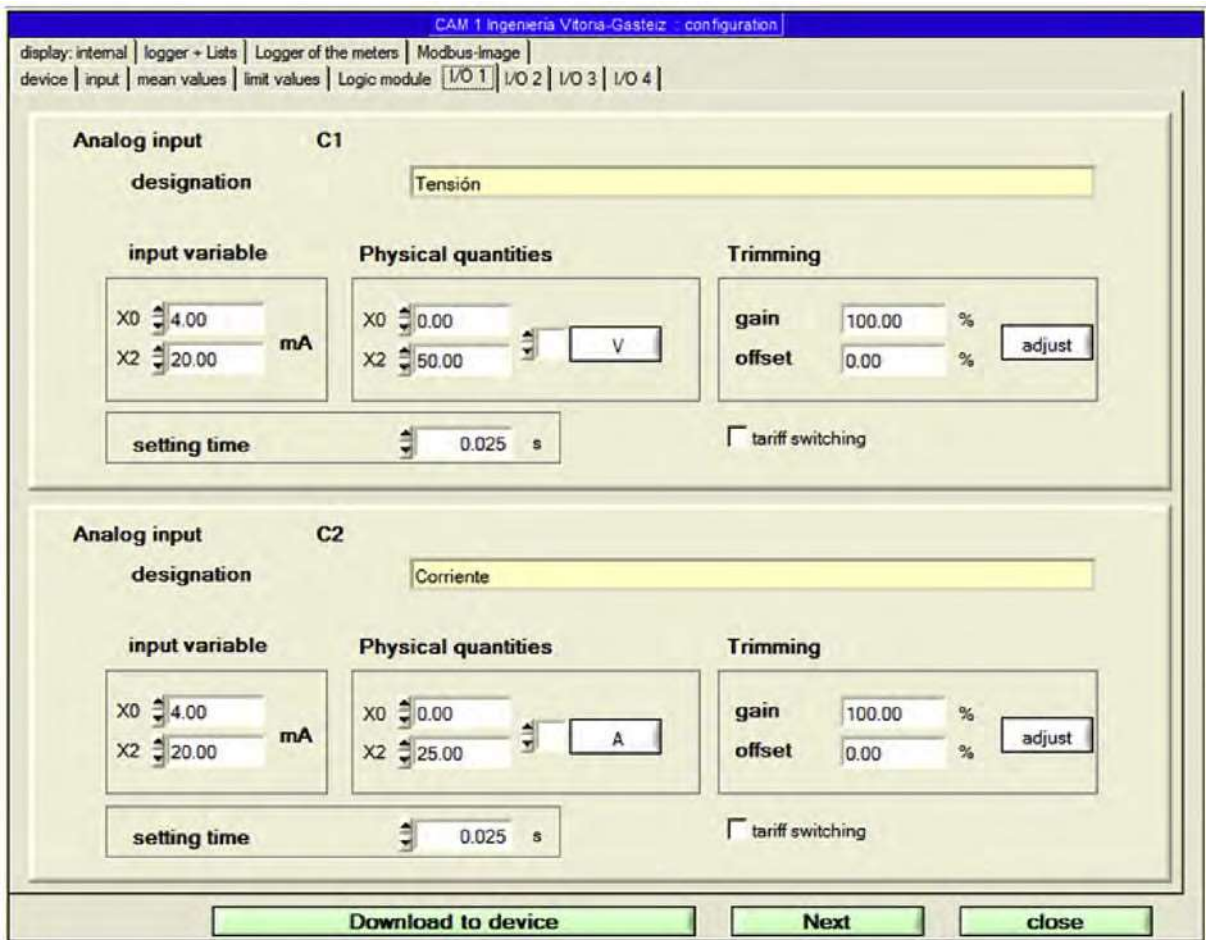 CAM 1 Ingeniería Vitoria-Gasteiz : configuration
display: internal logger + Lists Logger of the meters Modbus-Image
device input mean values limit values Logic module I/O 1 I/O 2 I/O 3 I/O 4
Analog input C1
designation Tensión
input variable Physical quantities Trimming
X0 4.00 mA X0 0.00 V gain 100.00 % adjust
X2 20.00 X2 50.00 offset 0.00 %
setting time 0.025 s tariff switching
Analog input C2
designation Corriente
input variable Physical quantities Trimming
X0 4.00 mA X0 0.00 A gain 100.00 % adjust
X2 20.00 X2 25.00 offset 0.00 %
setting time 0.025 s tariff switching
Download to device Next close